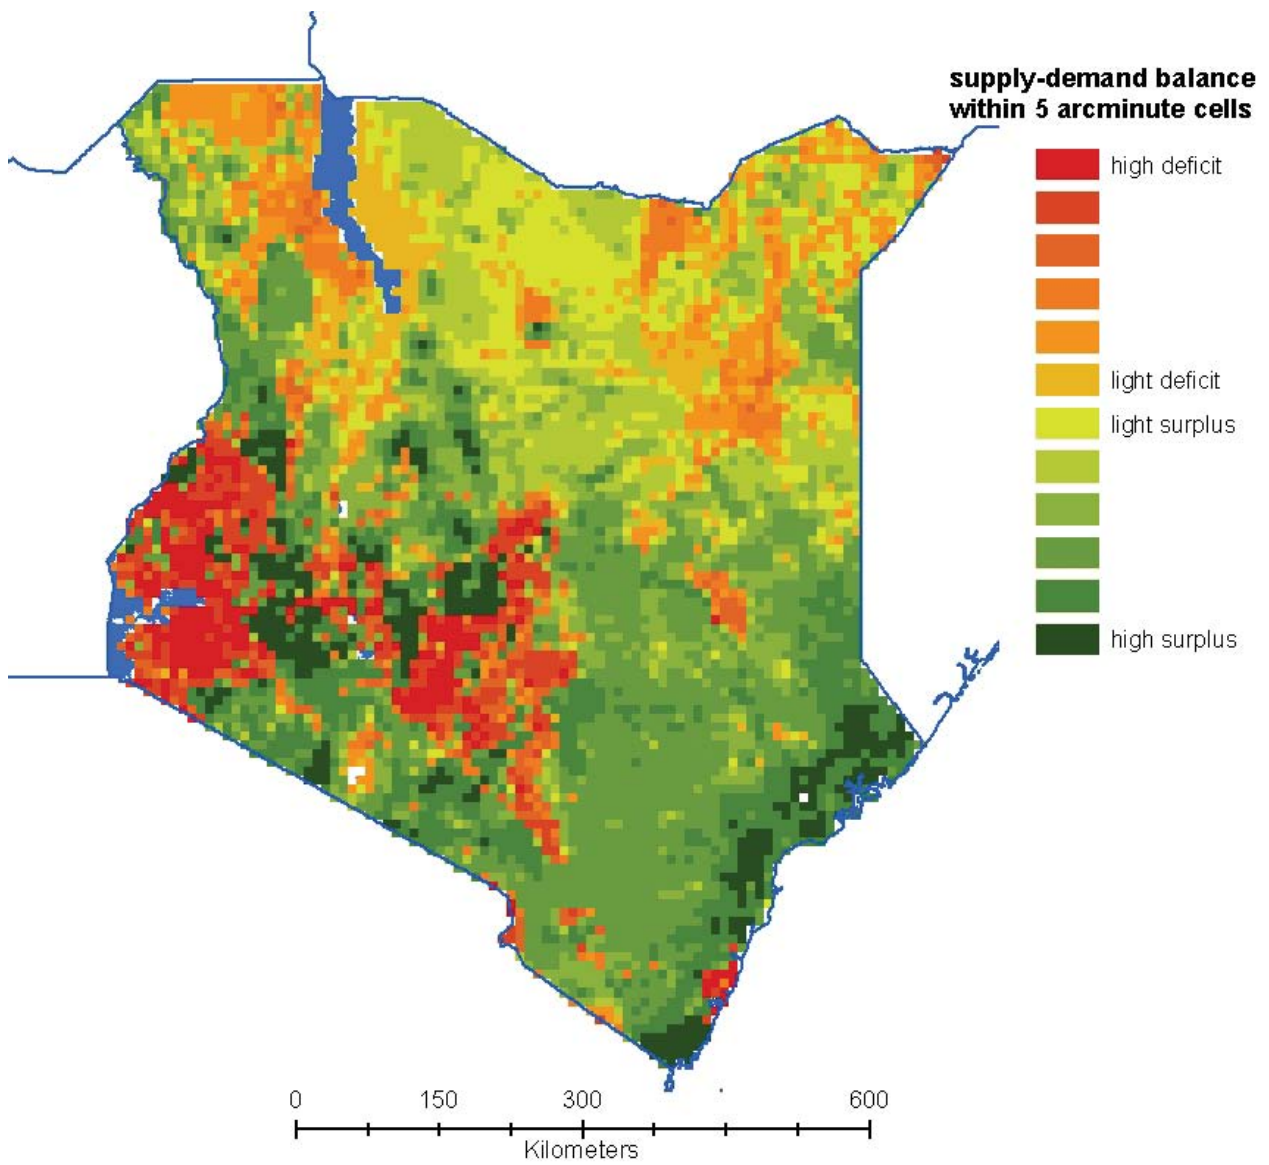 supply-demand balance
within 5 arcminute cells
high deficit
light deficit
light surplus
high surplus
0 150 300 600
Kilometers